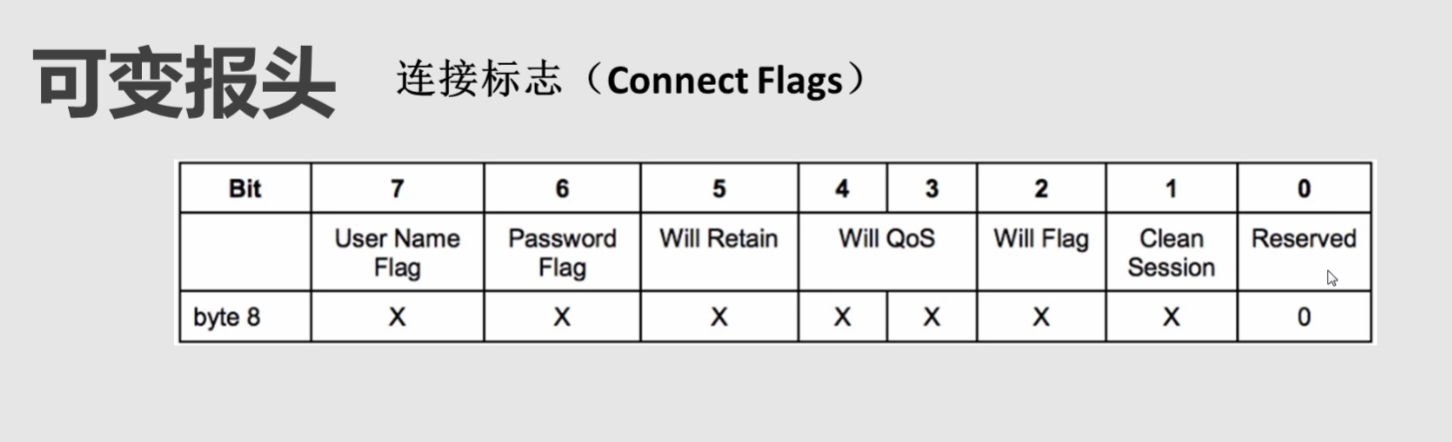 可变报头 连接标志（Connect Flags）
Bit 7 6 5 4 3 2 1 0
User Name Password Will Retain Will QoS Will Flag Clean Reserved
Flag Flag Session
byte 8 X X X X X X X 0